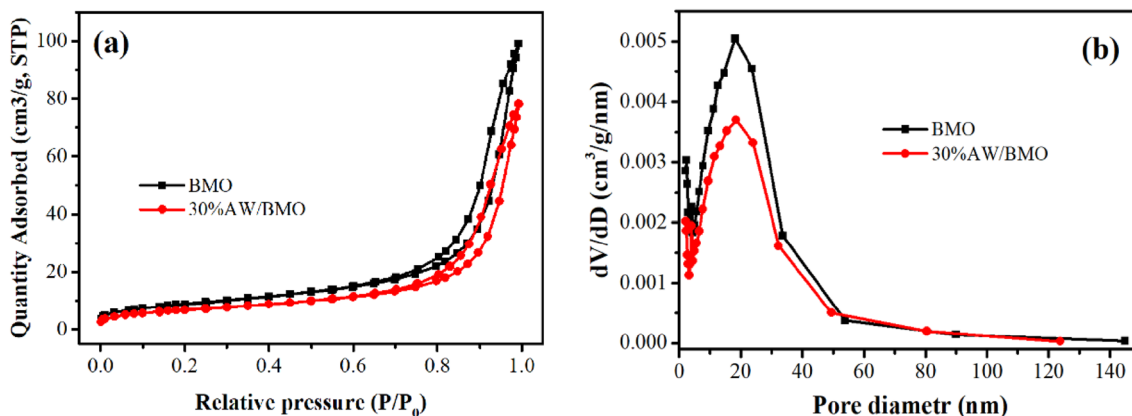 (a)
Quantity Adsorbed (cm3/g, STP)
100
80
60
40
20
0
BMO
30%AW/BMO
0.0 0.2 0.4 0.6 0.8 1.0
Relative pressure (P/P₀)
(b)
dV/dD (cm³/g/nm)
0.005
0.004
0.003
0.002
0.001
0.000
BMO
30%AW/BMO
0 20 40 60 80 100 120 140
Pore diametr (nm)